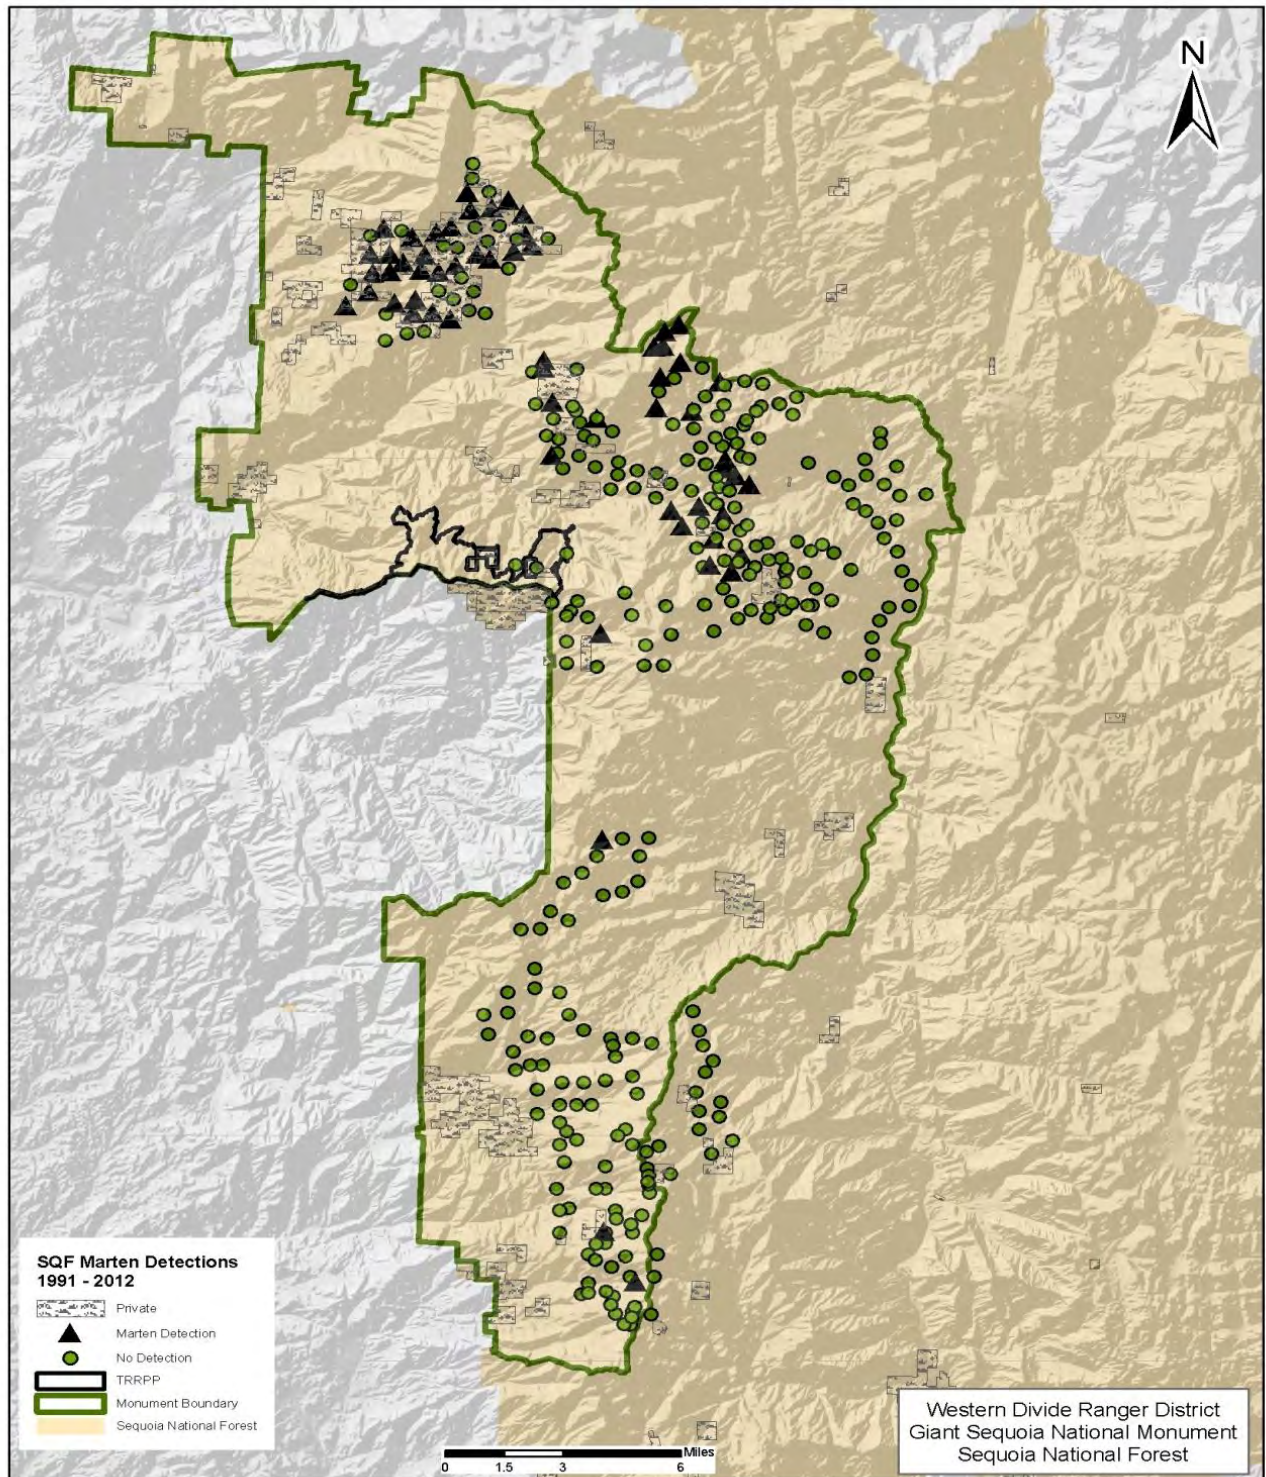 N
SQF Marten Detections
1991 - 2012
Private
Marten Detection
No Detection
TRRPP
Monument Boundary
Sequoia National Forest
Miles
0 1.5 3 6
Western Divide Ranger District
Giant Sequoia National Monument
Sequoia National Forest